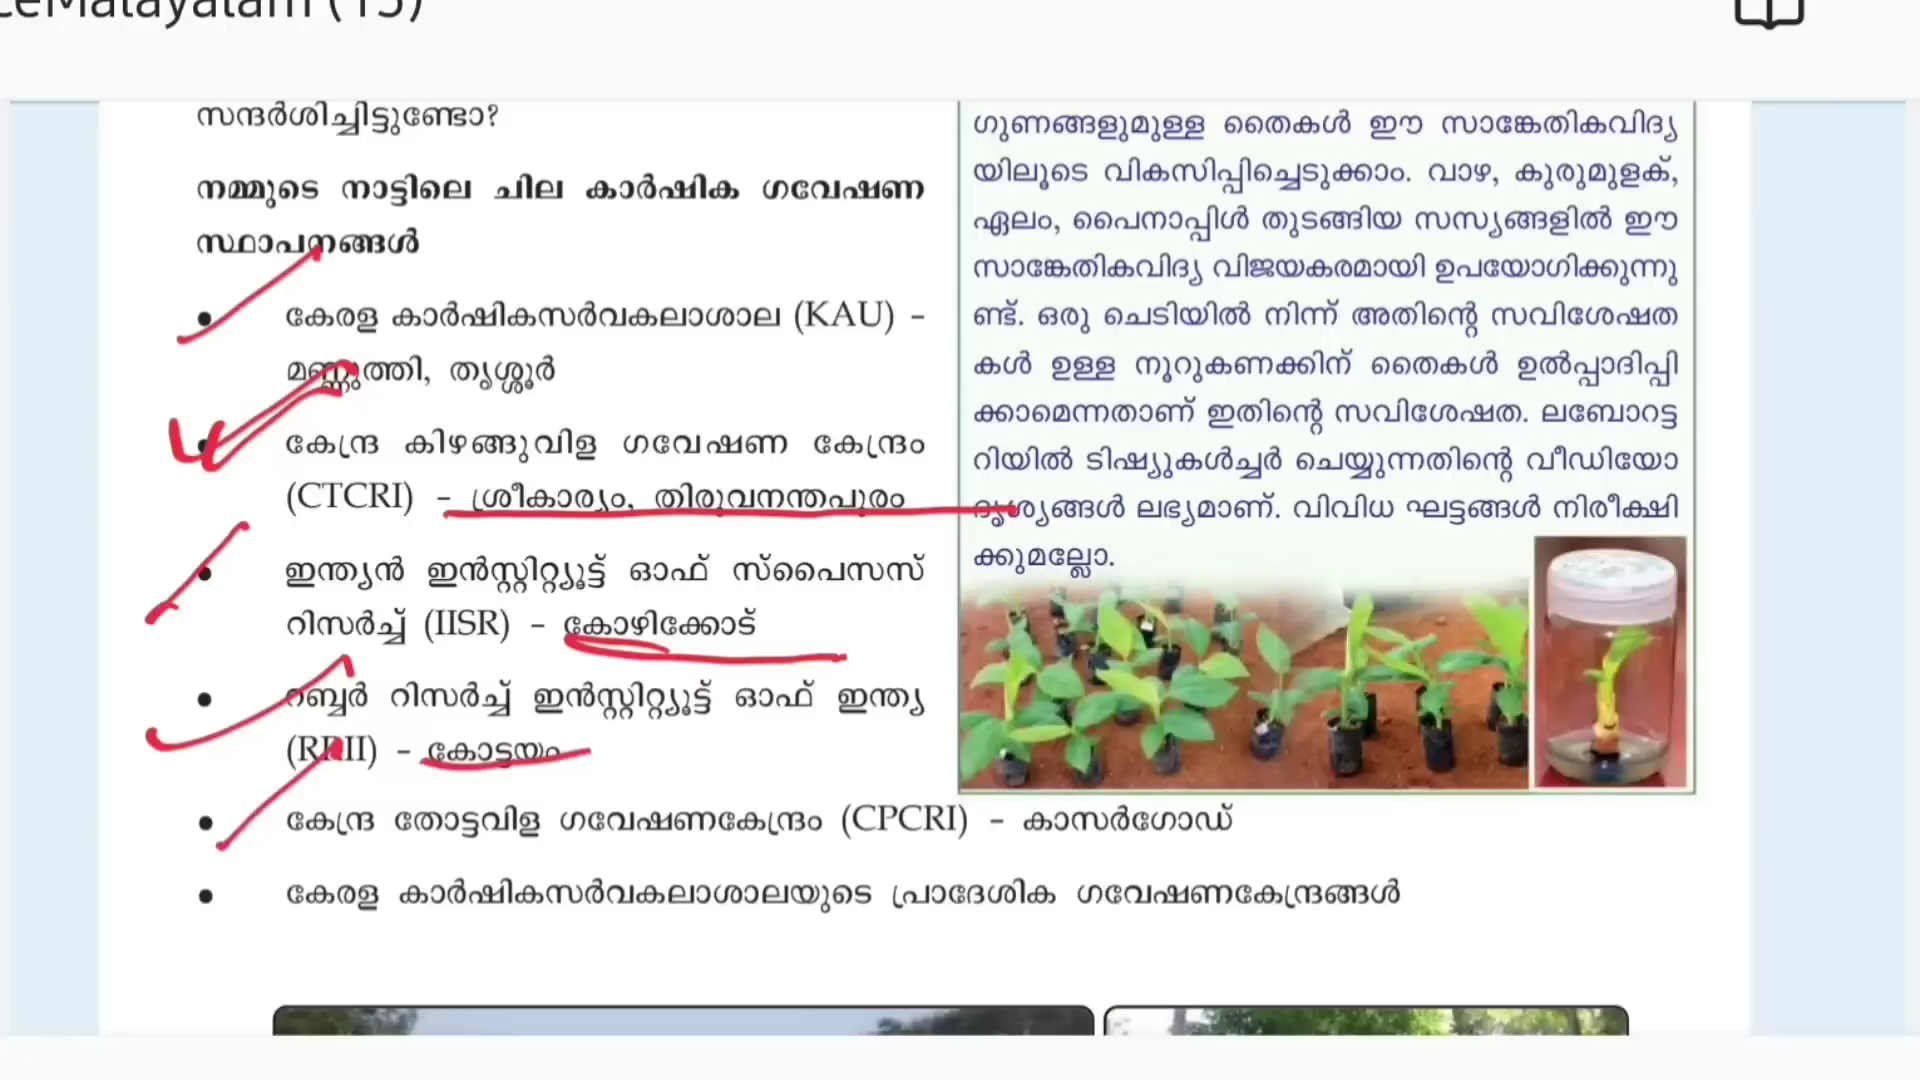 സന്ദർശിച്ചിട്ടുണ്ടോ?
നമ്മുടെ നാട്ടിലെ ചില കാർഷിക ഗവേഷണ
സ്ഥാപനങ്ങൾ
• കേരള കാർഷികസർവകലാശാല (KAU) –
മണ്ണുത്തി, തൃശ്ശൂർ
• കേന്ദ്ര കിഴങ്ങുവിള ഗവേഷണ കേന്ദ്രം
(CTCRI) – ശ്രീകാര്യം, തിരുവനന്തപുരം
• ഇന്ത്യൻ ഇൻസ്റ്റിറ്റ്യൂട്ട് ഓഫ് സ്പൈസസ്
റിസർച്ച് (IISR) – കോഴിക്കോട്
• റബ്ബർ റിസർച്ച് ഇൻസ്റ്റിറ്റ്യൂട്ട് ഓഫ് ഇന്ത്യ
(RRII) – കോട്ടയം
• കേന്ദ്ര തോട്ടവിള ഗവേഷണകേന്ദ്രം (CPCRI) – കാസർഗോഡ്
• കേരള കാർഷികസർവകലാശാലയുടെ പ്രാദേശിക ഗവേഷണകേന്ദ്രങ്ങൾ
ഗുണങ്ങളുമുള്ള തൈകൾ ഈ സാങ്കേതികവിദ്യ
യിലൂടെ വികസിപ്പിച്ചെടുക്കാം. വാഴ, കുരുമുളക്,
ഏലം, പൈനാപ്പിൾ തുടങ്ങിയ സസ്യങ്ങളിൽ ഈ
സാങ്കേതികവിദ്യ വിജയകരമായി ഉപയോഗിക്കുന്നു
ണ്ട്. ഒരു ചെടിയിൽ നിന്ന് അതിന്റെ സവിശേഷത
കൾ ഉള്ള നൂറുകണക്കിന് തൈകൾ ഉൽപ്പാദിപ്പി
ക്കാമെന്നതാണ് ഇതിന്റെ സവിശേഷത. ലബോറട്ട
റിയിൽ ടിഷ്യുകൾച്ചർ ചെയ്യുന്നതിന്റെ വീഡിയോ
ദൃശ്യങ്ങൾ ലഭ്യമാണ്. വിവിധ ഘട്ടങ്ങൾ നിരീക്ഷി
ക്കുമല്ലോ.